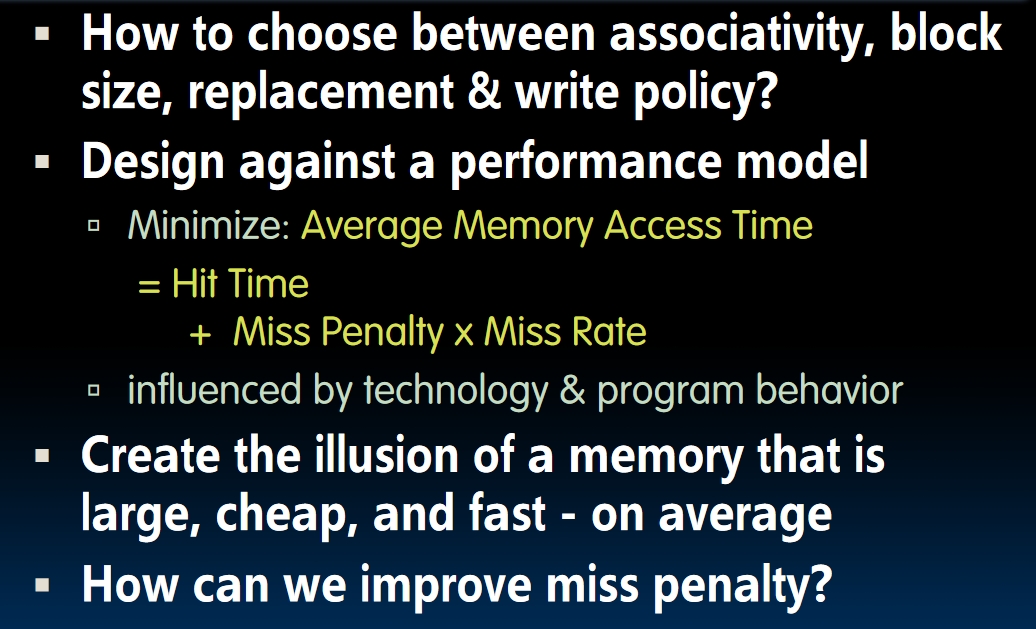 ▪ How to choose between associativity, block
size, replacement & write policy?
▪ Design against a performance model
▫ Minimize: Average Memory Access Time
= Hit Time
+ Miss Penalty x Miss Rate
▫ influenced by technology & program behavior
▪ Create the illusion of a memory that is
large, cheap, and fast - on average
▪ How can we improve miss penalty?